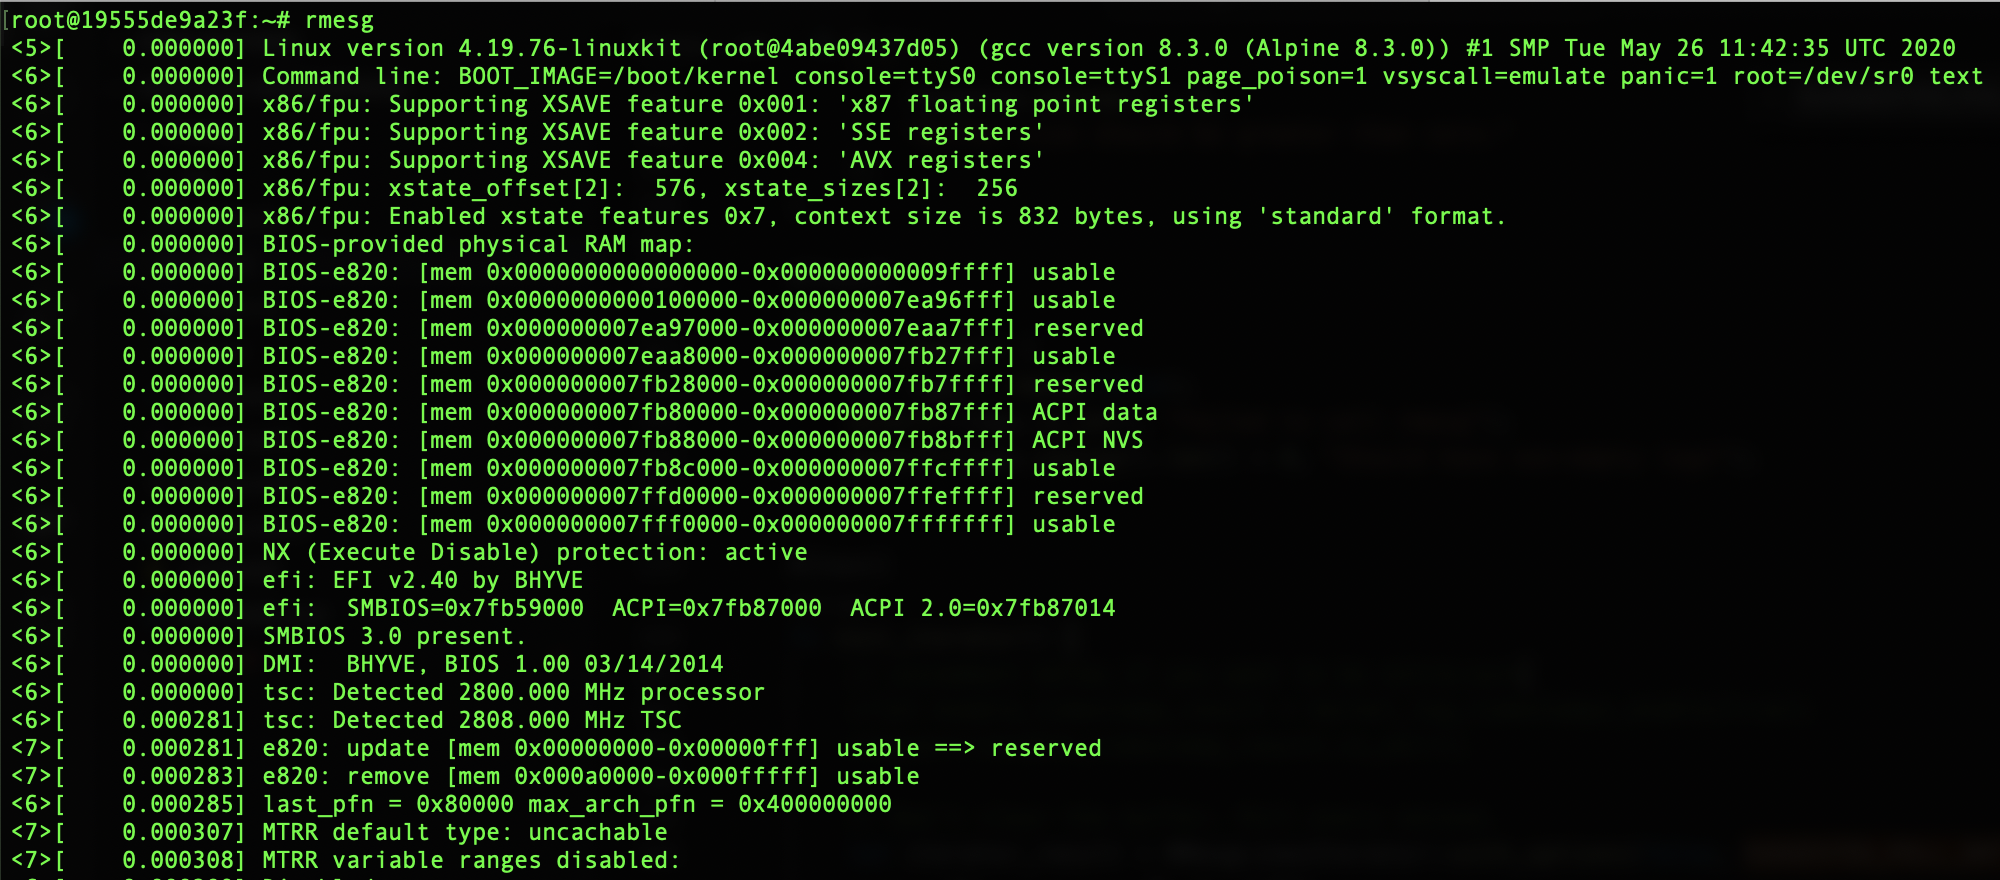 [root@19555de9a23f:~# rmesg
<5>[    0.000000] Linux version 4.19.76-linuxkit (root@4abe09437d05) (gcc version 8.3.0 (Alpine 8.3.0)) #1 SMP Tue May 26 11:42:35 UTC 2020
<6>[    0.000000] Command line: BOOT_IMAGE=/boot/kernel console=ttyS0 console=ttyS1 page_poison=1 vsyscall=emulate panic=1 root=/dev/sr0 text
<6>[    0.000000] x86/fpu: Supporting XSAVE feature 0x001: 'x87 floating point registers'
<6>[    0.000000] x86/fpu: Supporting XSAVE feature 0x002: 'SSE registers'
<6>[    0.000000] x86/fpu: Supporting XSAVE feature 0x004: 'AVX registers'
<6>[    0.000000] x86/fpu: xstate_offset[2]:  576, xstate_sizes[2]:  256
<6>[    0.000000] x86/fpu: Enabled xstate features 0x7, context size is 832 bytes, using 'standard' format.
<6>[    0.000000] BIOS-provided physical RAM map:
<6>[    0.000000] BIOS-e820: [mem 0x0000000000000000-0x000000000009ffff] usable
<6>[    0.000000] BIOS-e820: [mem 0x0000000000100000-0x000000007ea96fff] usable
<6>[    0.000000] BIOS-e820: [mem 0x000000007ea97000-0x000000007eaa7fff] reserved
<6>[    0.000000] BIOS-e820: [mem 0x000000007eaa8000-0x000000007fb27fff] usable
<6>[    0.000000] BIOS-e820: [mem 0x000000007fb28000-0x000000007fb7ffff] reserved
<6>[    0.000000] BIOS-e820: [mem 0x000000007fb80000-0x000000007fb87fff] ACPI data
<6>[    0.000000] BIOS-e820: [mem 0x000000007fb88000-0x000000007fb8bfff] ACPI NVS
<6>[    0.000000] BIOS-e820: [mem 0x000000007fb8c000-0x000000007ffcffff] usable
<6>[    0.000000] BIOS-e820: [mem 0x000000007ffd0000-0x000000007ffeffff] reserved
<6>[    0.000000] BIOS-e820: [mem 0x000000007fff0000-0x000000007fffffff] usable
<6>[    0.000000] NX (Execute Disable) protection: active
<6>[    0.000000] efi: EFI v2.40 by BHYVE
<6>[    0.000000] efi:  SMBIOS=0x7fb59000  ACPI=0x7fb87000  ACPI 2.0=0x7fb87014
<6>[    0.000000] SMBIOS 3.0 present.
<6>[    0.000000] DMI:  BHYVE, BIOS 1.00 03/14/2014
<6>[    0.000000] tsc: Detected 2800.000 MHz processor
<6>[    0.000281] tsc: Detected 2808.000 MHz TSC
<7>[    0.000281] e820: update [mem 0x00000000-0x00000fff] usable ==> reserved
<7>[    0.000283] e820: remove [mem 0x000a0000-0x000fffff] usable
<6>[    0.000285] last_pfn = 0x80000 max_arch_pfn = 0x400000000
<7>[    0.000307] MTRR default type: uncachable
<7>[    0.000308] MTRR variable ranges disabled: